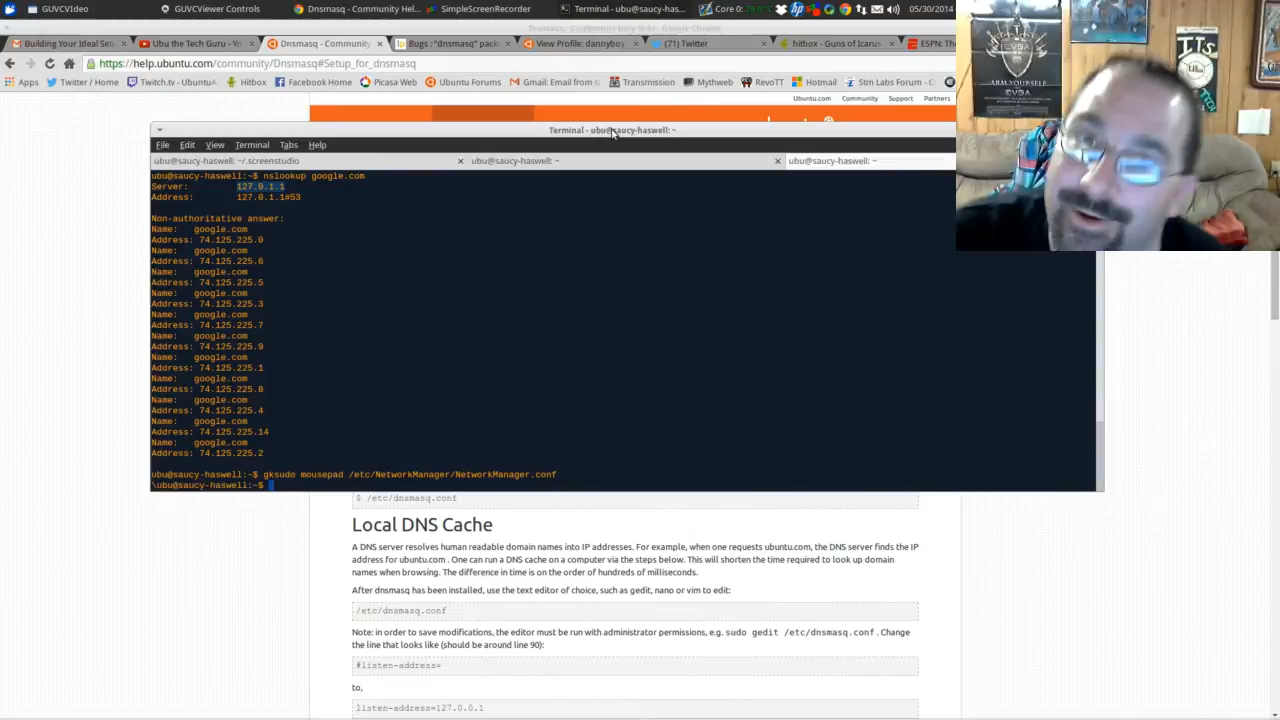 GUVCVIdeo
GUVCViewer Controls
Dnsmasq - Community Hel...
SimpleScreenRecorder
Terminal - ubu@saucy-has...
Core 0: 29.0
05/30/2014
Dnsmasq - Community Help Wiki - Google Chrome
Building Your Ideal Set
Ubu the Tech Guru - Yo
Dnsmasq - Community
Bugs : "dnsmasq" pack
View Profile: dannyboy
(71) Twitter
hitbox - Guns of Icarus
ESPN: The
https://help.ubuntu.com/community/Dnsmasq#Setup_for_dnsmasq
Apps
Twitter / Home
Twitch.tv - UbuntuA
Hitbox
Facebook Home
Picasa Web
Ubuntu Forums
Gmail: Email from G
Transmission
Mythweb
RevoTT
Hotmail
Stm Labs Forum - C
Ubuntu.com
Community
Support
Partners
Terminal - ubu@saucy-haswell: ~
File Edit View Terminal Tabs Help
ubu@saucy-haswell: ~/.screenstudio
ubu@saucy-haswell: ~
ubu@saucy-haswell: ~
ubu@saucy-haswell:~$ nslookup google.com
Server: 127.0.1.1
Address: 127.0.1.1#53
Non-authoritative answer:
Name: google.com
Address: 74.125.225.0
Name: google.com
Address: 74.125.225.6
Name: google.com
Address: 74.125.225.5
Name: google.com
Address: 74.125.225.3
Name: google.com
Address: 74.125.225.7
Name: google.com
Address: 74.125.225.9
Name: google.com
Address: 74.125.225.1
Name: google.com
Address: 74.125.225.8
Name: google.com
Address: 74.125.225.4
Name: google.com
Address: 74.125.225.14
Name: google.com
Address: 74.125.225.2
ubu@saucy-haswell:~$ gksudo mousepad /etc/NetworkManager/NetworkManager.conf
\ubu@saucy-haswell:~$
$ /etc/dnsmasq.conf
Local DNS Cache
A DNS server resolves human readable domain names into IP addresses. For example, when one requests ubuntu.com, the DNS server finds the IP
address for ubuntu.com . One can run a DNS cache on a computer via the steps below. This will shorten the time required to look up domain
names when browsing. The difference in time is on the order of hundreds of milliseconds.
After dnsmasq has been installed, use the text editor of choice, such as gedit, nano or vim to edit:
/etc/dnsmasq.conf
Note: in order to save modifications, the editor must be run with administrator permissions, e.g. sudo gedit /etc/dnsmasq.conf. Change
the line that looks like (should be around line 90):
#listen-address=
to,
listen-address=127.0.0.1
EVGA
ARM YOURSELF
EVGA
TTS
TECH